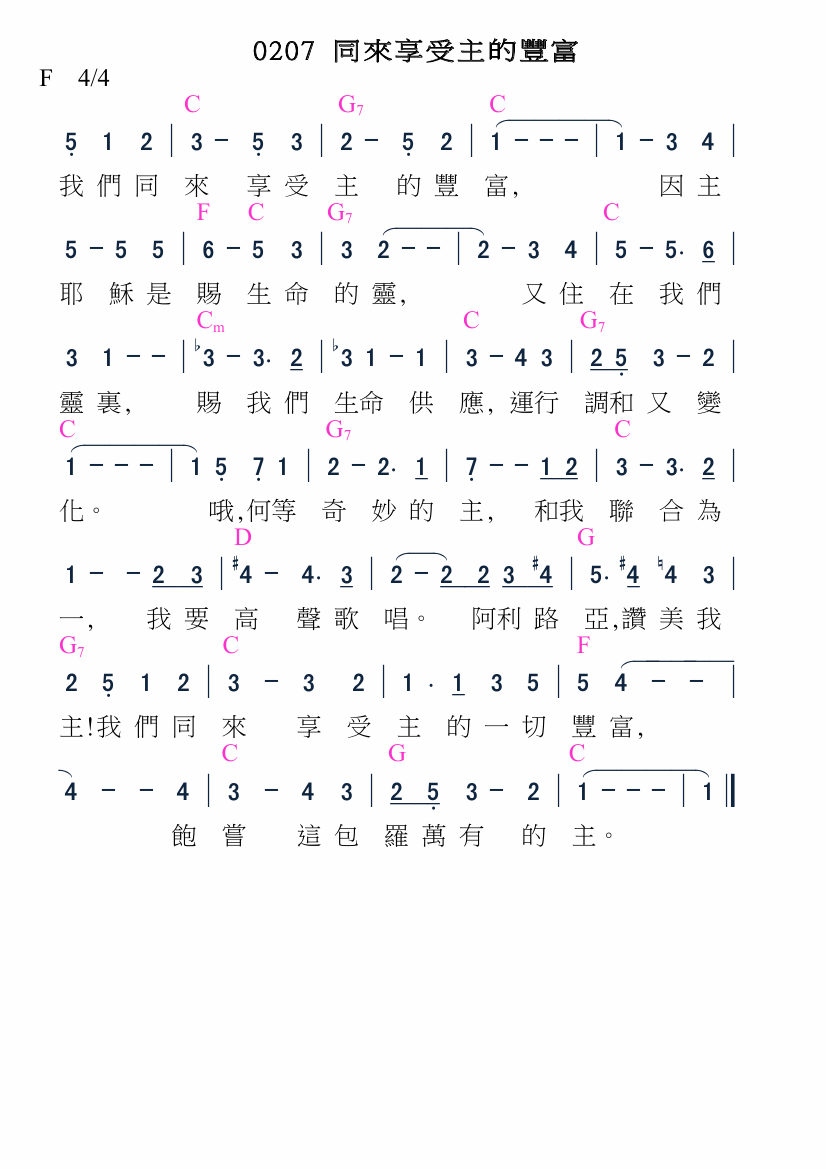 0207 同來享受主的豐富
F 4/4
C G7 C
5̣ 1 2 | 3 - 5̣ 3 | 2 - 5̣ 2 | 1 - - - | 1 - 3 4 |
我們同 來 享受 主 的豐 富, 因主
F C G7 C
5 - 5 5 | 6 - 5 3 | 3 2 - - | 2 - 3 4 | 5 - 5. 6 |
耶 穌是 賜 生命 的靈, 又住 在 我們
Cm C G7
3 1 - - | ♭3 - 3. 2 | ♭3 1 - 1 | 3 - 4 3 | 2 5̣ 3 - 2 |
靈裏, 賜 我們 生命 供 應, 運行 調和 又 變
C G7 C
1 - - - | 1 5̣ 7̣ 1 | 2 - 2. 1 | 7̣ - - 1 2 | 3 - 3. 2 |
化。 哦,何等 奇 妙的 主, 和我 聯 合為
D G
1 - - 2 3 | ♯4 - 4. 3 | 2 - 2 2 3 ♯4 | 5. ♯4 ♮4 3 |
一, 我要 高 聲歌 唱。 阿利路 亞,讚美我
G7 C F
2 5̣ 1 2 | 3 - 3 2 | 1 . 1 3 5 | 5 4 - - |
主!我們同 來 享 受 主 的一切 豐富,
C G C
4 - - 4 | 3 - 4 3 | 2 5̣ 3 - 2 | 1 - - - | 1 ‖
飽 嘗 這包 羅萬有 的 主。